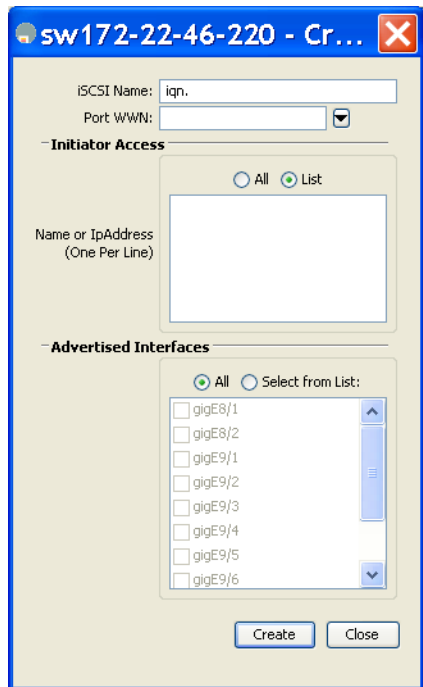 sw172-22-46-220 - Cr...
iSCSI Name: iqn.
Port WWN:
Initiator Access
All List
Name or IpAddress
(One Per Line)
Advertised Interfaces
All Select from List:
gigE8/1
gigE8/2
gigE9/1
gigE9/2
gigE9/3
gigE9/4
gigE9/5
gigE9/6
Create Close